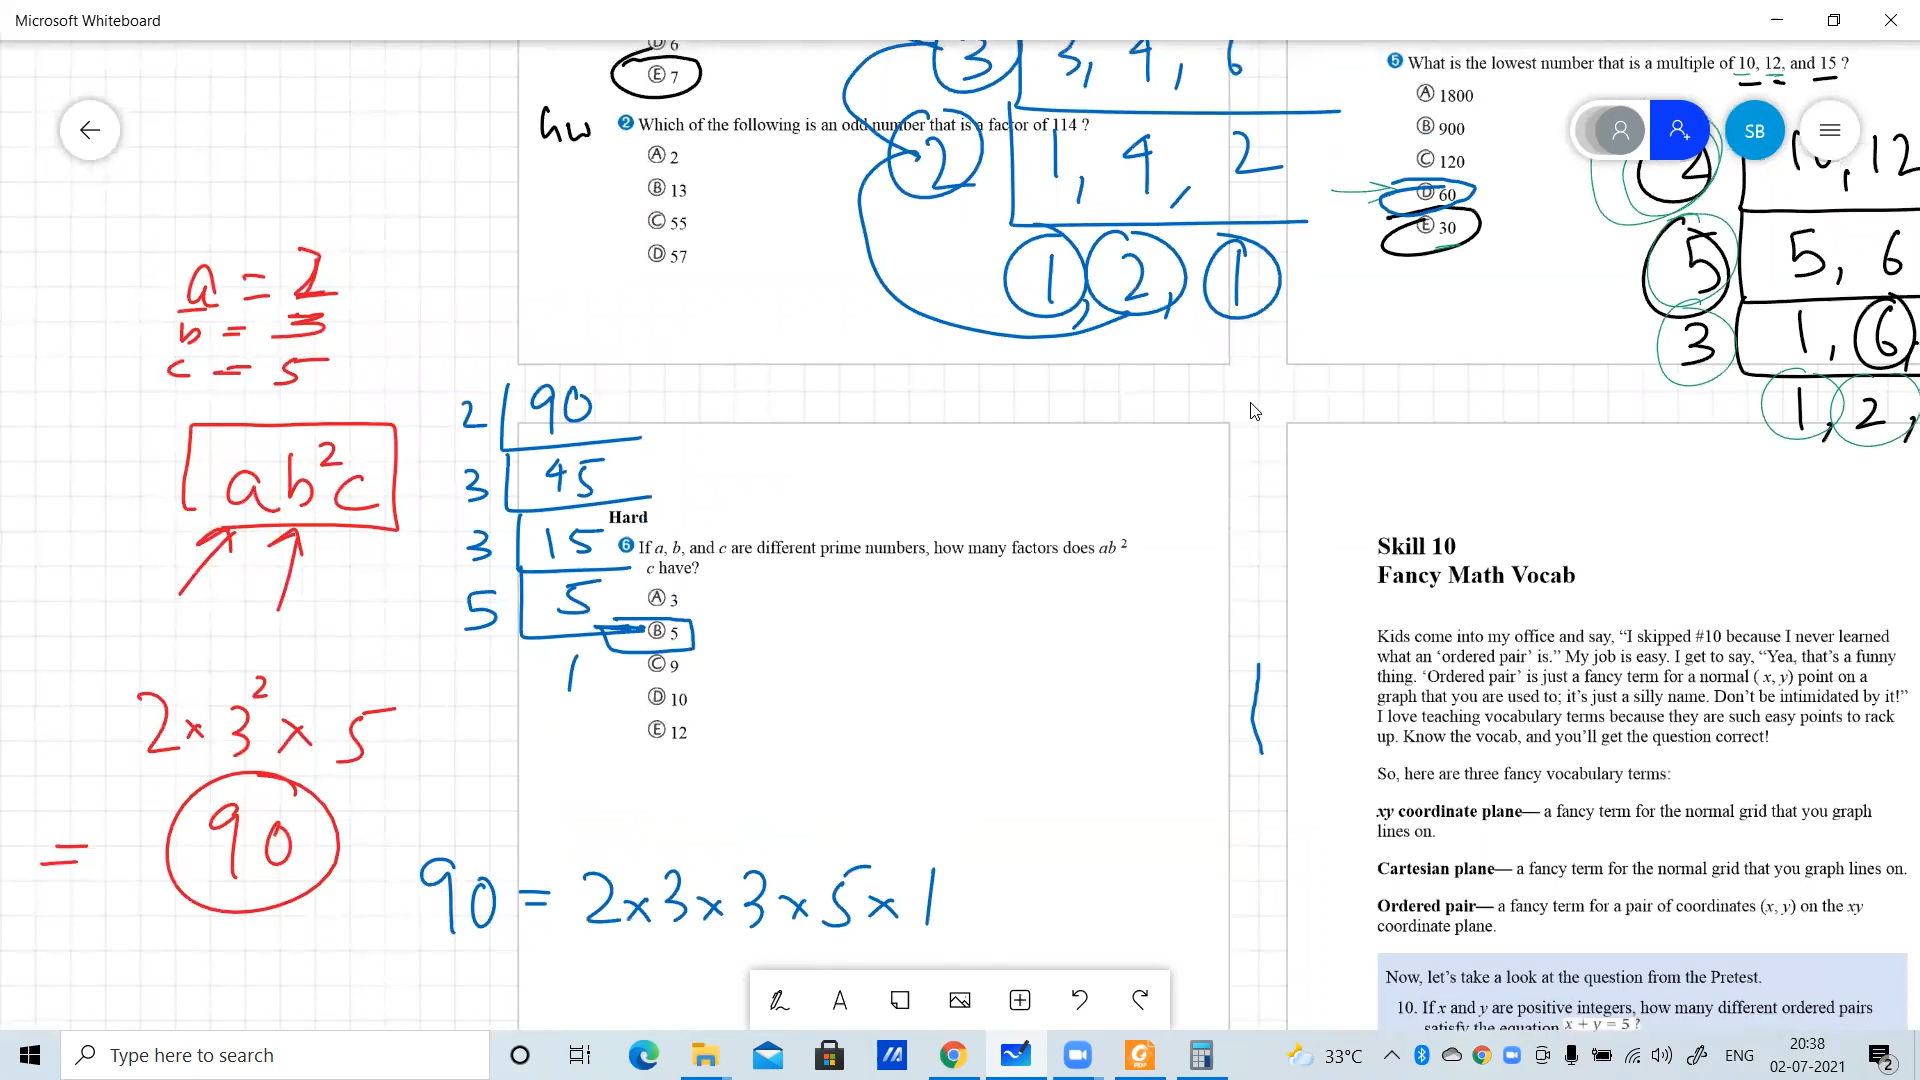 Microsoft Whiteboard
D 6
E 7
hw
2 Which of the following is an odd number that is a factor of 114 ?
A 2
B 13
C 55
D 57
3 3, 4, 6
2 1, 4, 2
1, 2, 1
5 What is the lowest number that is a multiple of 10, 12, and 15 ?
A 1800
B 900
C 120
D 60
E 30
SB
2 10, 12
5 5, 6
3 1, 6,
1, 2,
a = 2
b = 3
c = 5
ab²c
2 × 3² × 5
= 90
2 90
3 45
3 15
5 5
1
Hard
6 If a, b, and c are different prime numbers, how many factors does ab 2
c have?
A 3
B 5
C 9
D 10
E 12
90 = 2 × 3 × 3 × 5 × 1
Skill 10
Fancy Math Vocab
Kids come into my office and say, “I skipped #10 because I never learned
what an ‘ordered pair’ is.” My job is easy. I get to say, “Yea, that’s a funny
thing. ‘Ordered pair’ is just a fancy term for a normal ( x, y) point on a
graph that you are used to; it’s just a silly name. Don’t be intimidated by it!”
I love teaching vocabulary terms because they are such easy points to rack
up. Know the vocab, and you’ll get the question correct!
So, here are three fancy vocabulary terms:
xy coordinate plane— a fancy term for the normal grid that you graph
lines on.
Cartesian plane— a fancy term for the normal grid that you graph lines on.
Ordered pair— a fancy term for a pair of coordinates (x, y) on the xy
coordinate plane.
Now, let’s take a look at the question from the Pretest.
10. If x and y are positive integers, how many different ordered pairs
satisfy the equation x + y = 5 ?
Type here to search
33°C
ENG
20:38
02-07-2021
2